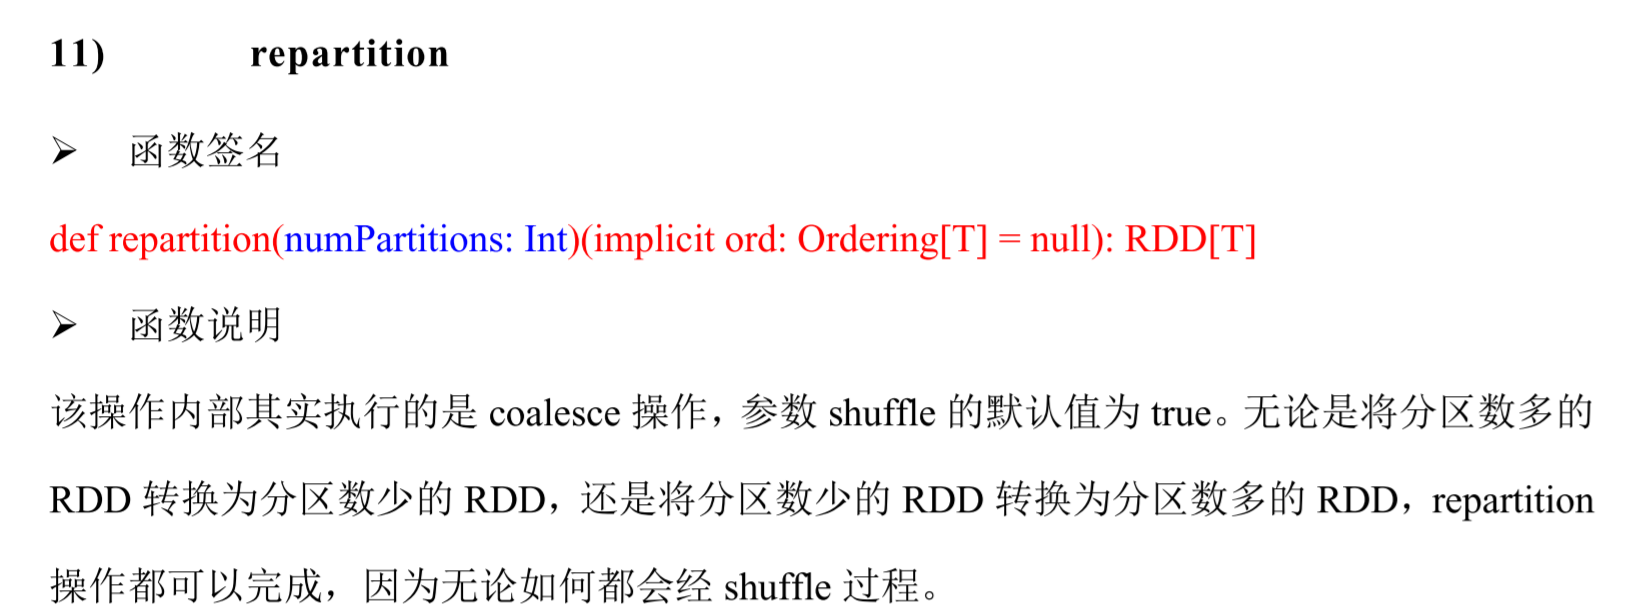 11) repartition
➢ 函数签名
def repartition(numPartitions: Int)(implicit ord: Ordering[T] = null): RDD[T]
➢ 函数说明
该操作内部其实执行的是 coalesce 操作，参数 shuffle 的默认值为 true。无论是将分区数多的
RDD 转换为分区数少的 RDD，还是将分区数少的 RDD 转换为分区数多的 RDD，repartition
操作都可以完成，因为无论如何都会经 shuffle 过程。